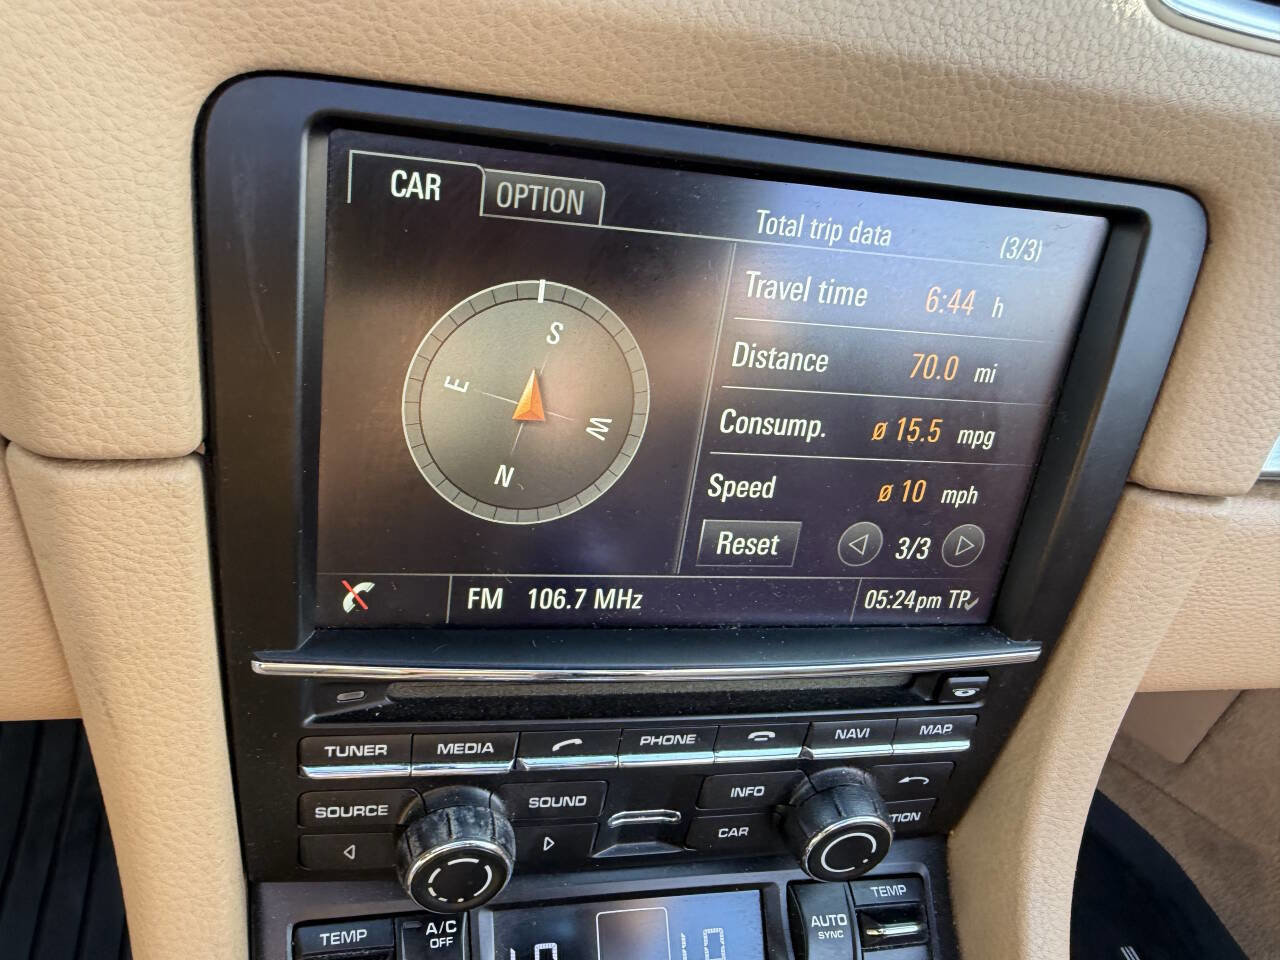 CAR
OPTION
Total trip data (3/3)
Travel time 6:44 h
Distance 70.0 mi
Consump. ø 15.5 mpg
Speed ø 10 mph
Reset 3/3
S
E
W
N
FM 106.7 MHz 05:24pm TP
TUNER MEDIA PHONE NAVI MAP
SOURCE SOUND INFO
CAR TION
TEMP A/C OFF AUTO SYNC TEMP